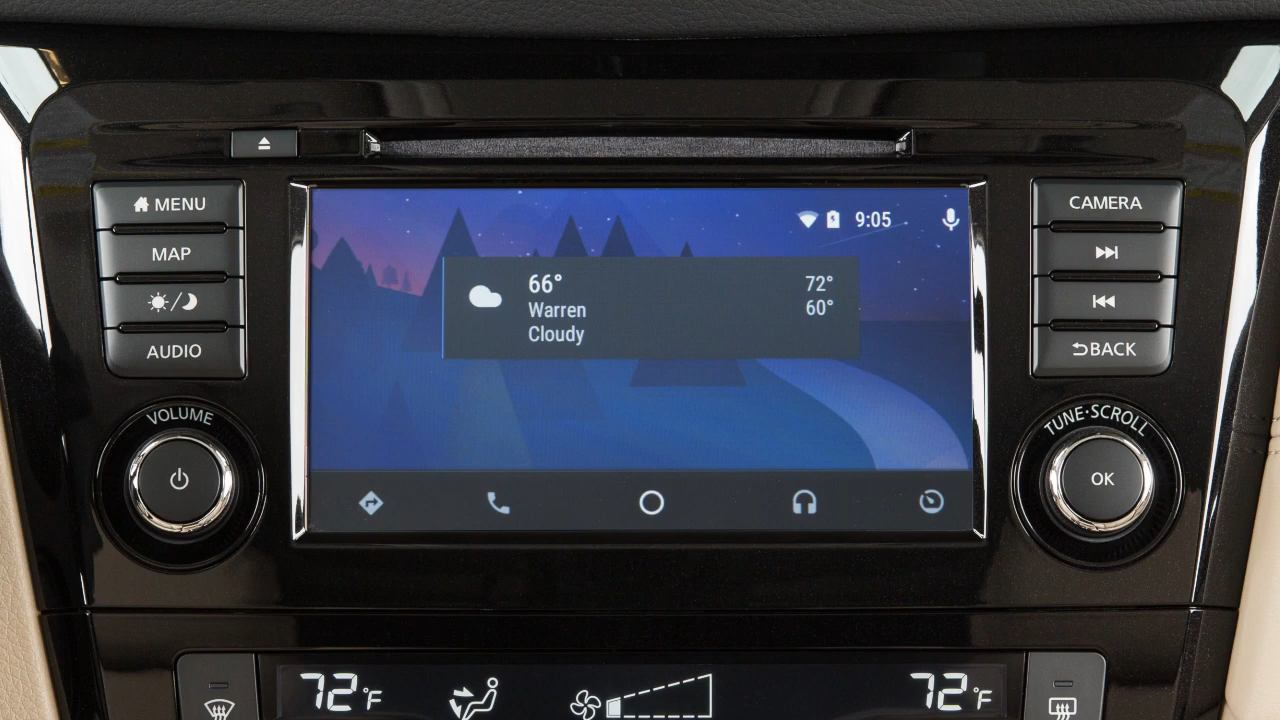 MENU
MAP
AUDIO
VOLUME
9:05
66°
Warren
Cloudy
72°
60°
CAMERA
BACK
TUNE·SCROLL
OK
72°F
72°F